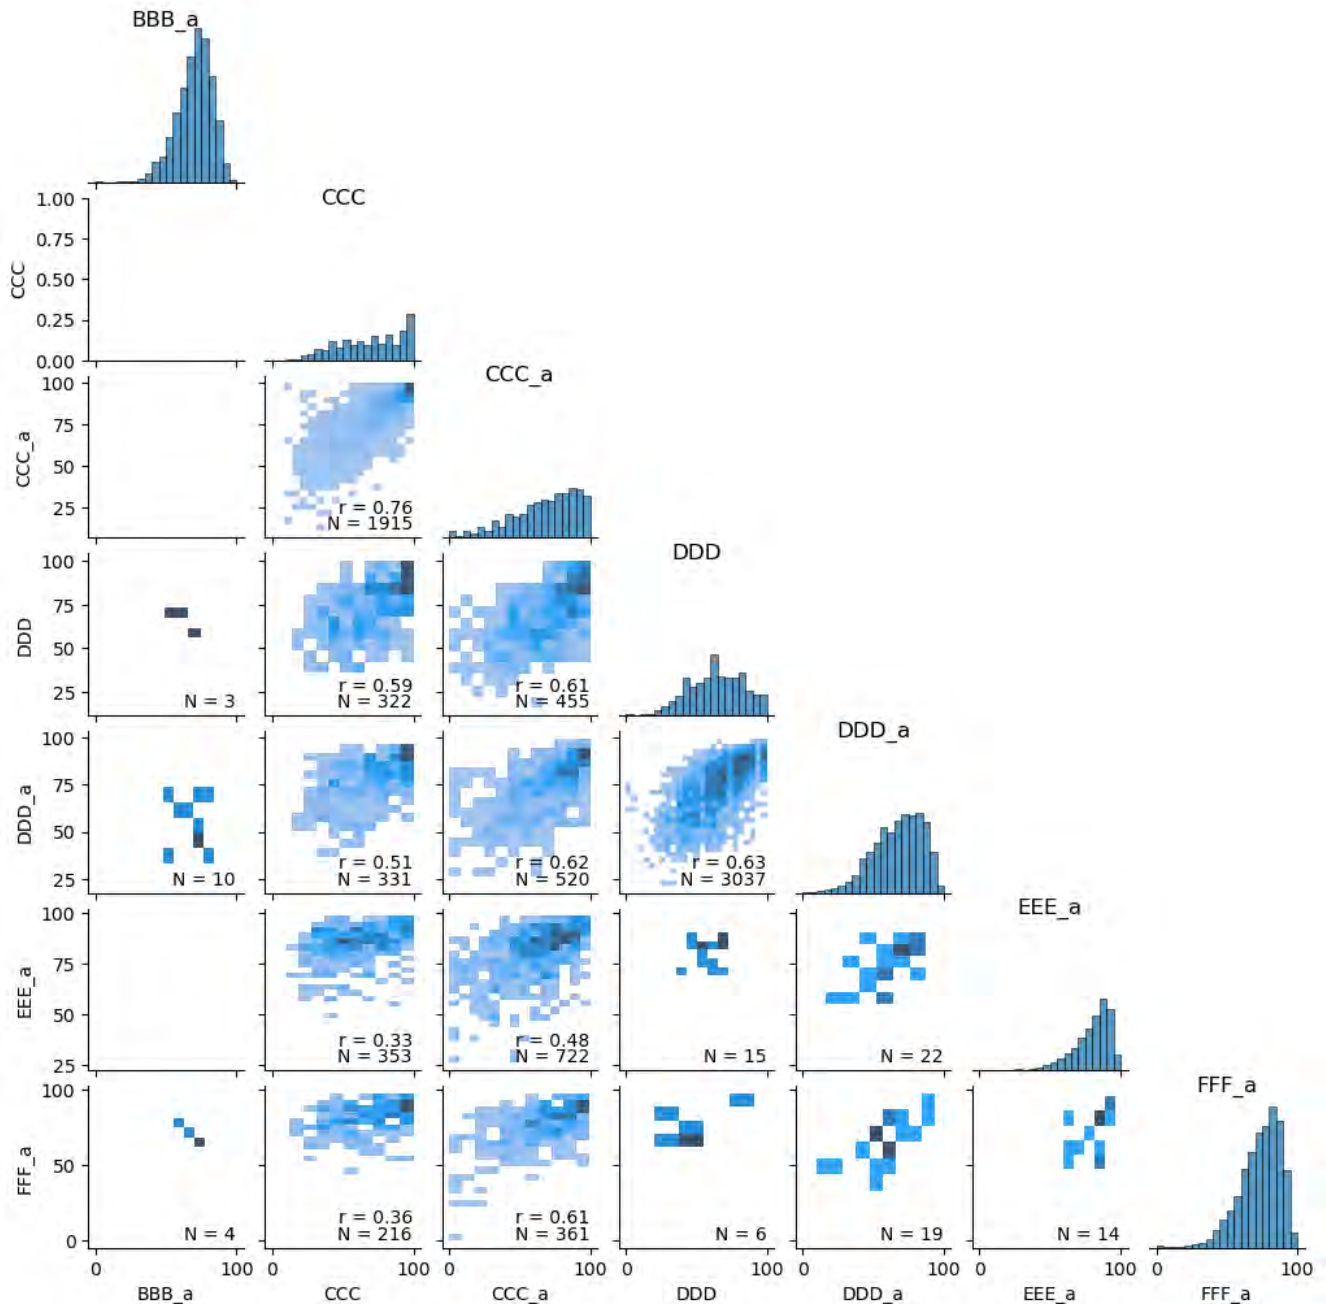 BBB_a
CCC
1.00
0.75
0.50
0.25
0.00
CCC
CCC_a
100
75
50
25
CCC_a
r = 0.76
N = 1915
DDD
100
75
50
25
DDD
N = 3
r = 0.59
N = 322
r = 0.61
N = 455
DDD_a
100
75
50
25
DDD_a
N = 10
r = 0.51
N = 331
r = 0.62
N = 520
r = 0.63
N = 3037
EEE_a
100
75
50
25
EEE_a
r = 0.33
N = 353
r = 0.48
N = 722
N = 15
N = 22
FFF_a
100
50
0
FFF_a
N = 4
r = 0.36
N = 216
r = 0.61
N = 361
N = 6
N = 19
N = 14
0 100 0 100 0 100 0 100 0 100 0 100 0 100
BBB_a CCC CCC_a DDD DDD_a EEE_a FFF_a